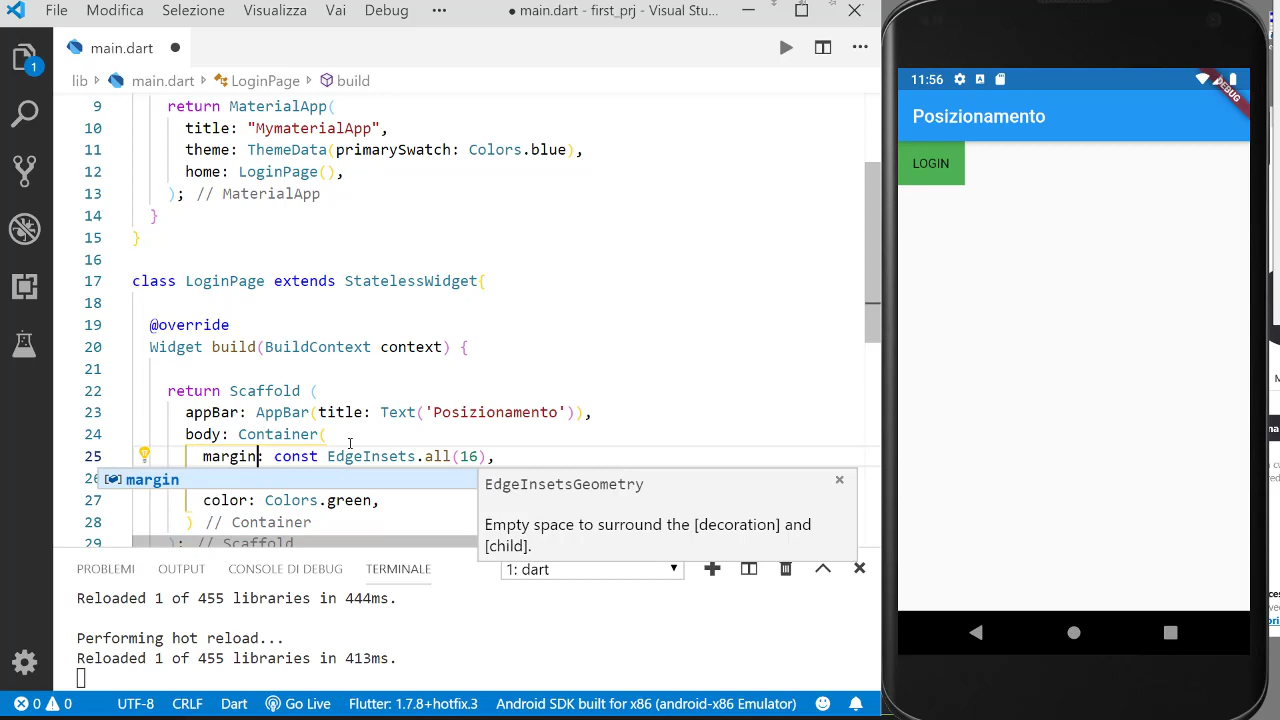 File Modifica Selezione Visualizza Vai Debug ••• ● main.dart - first_prj - Visual Stu...
main.dart ●
1
lib > main.dart > LoginPage > build
9 return MaterialApp(
10 title: "MymaterialApp",
11 theme: ThemeData(primarySwatch: Colors.blue),
12 home: LoginPage(),
13 ); // MaterialApp
14 }
15 }
16
17 class LoginPage extends StatelessWidget{
18
19 @override
20 Widget build(BuildContext context) {
21
22 return Scaffold (
23 appBar: AppBar(title: Text('Posizionamento')),
24 body: Container(
25 margin: const EdgeInsets.all(16),
margin
EdgeInsetsGeometry
Empty space to surround the [decoration] and
[child].
27 color: Colors.green,
28 ) // Container
29 ); // Scaffold
PROBLEMI OUTPUT CONSOLE DI DEBUG TERMINALE 1: dart
Reloaded 1 of 455 libraries in 444ms.
Performing hot reload...
Reloaded 1 of 455 libraries in 413ms.
0 0 UTF-8 CRLF Dart Go Live Flutter: 1.7.8+hotfix.3 Android SDK built for x86 (android-x86 Emulator)
11:56
DEBUG
Posizionamento
LOGIN